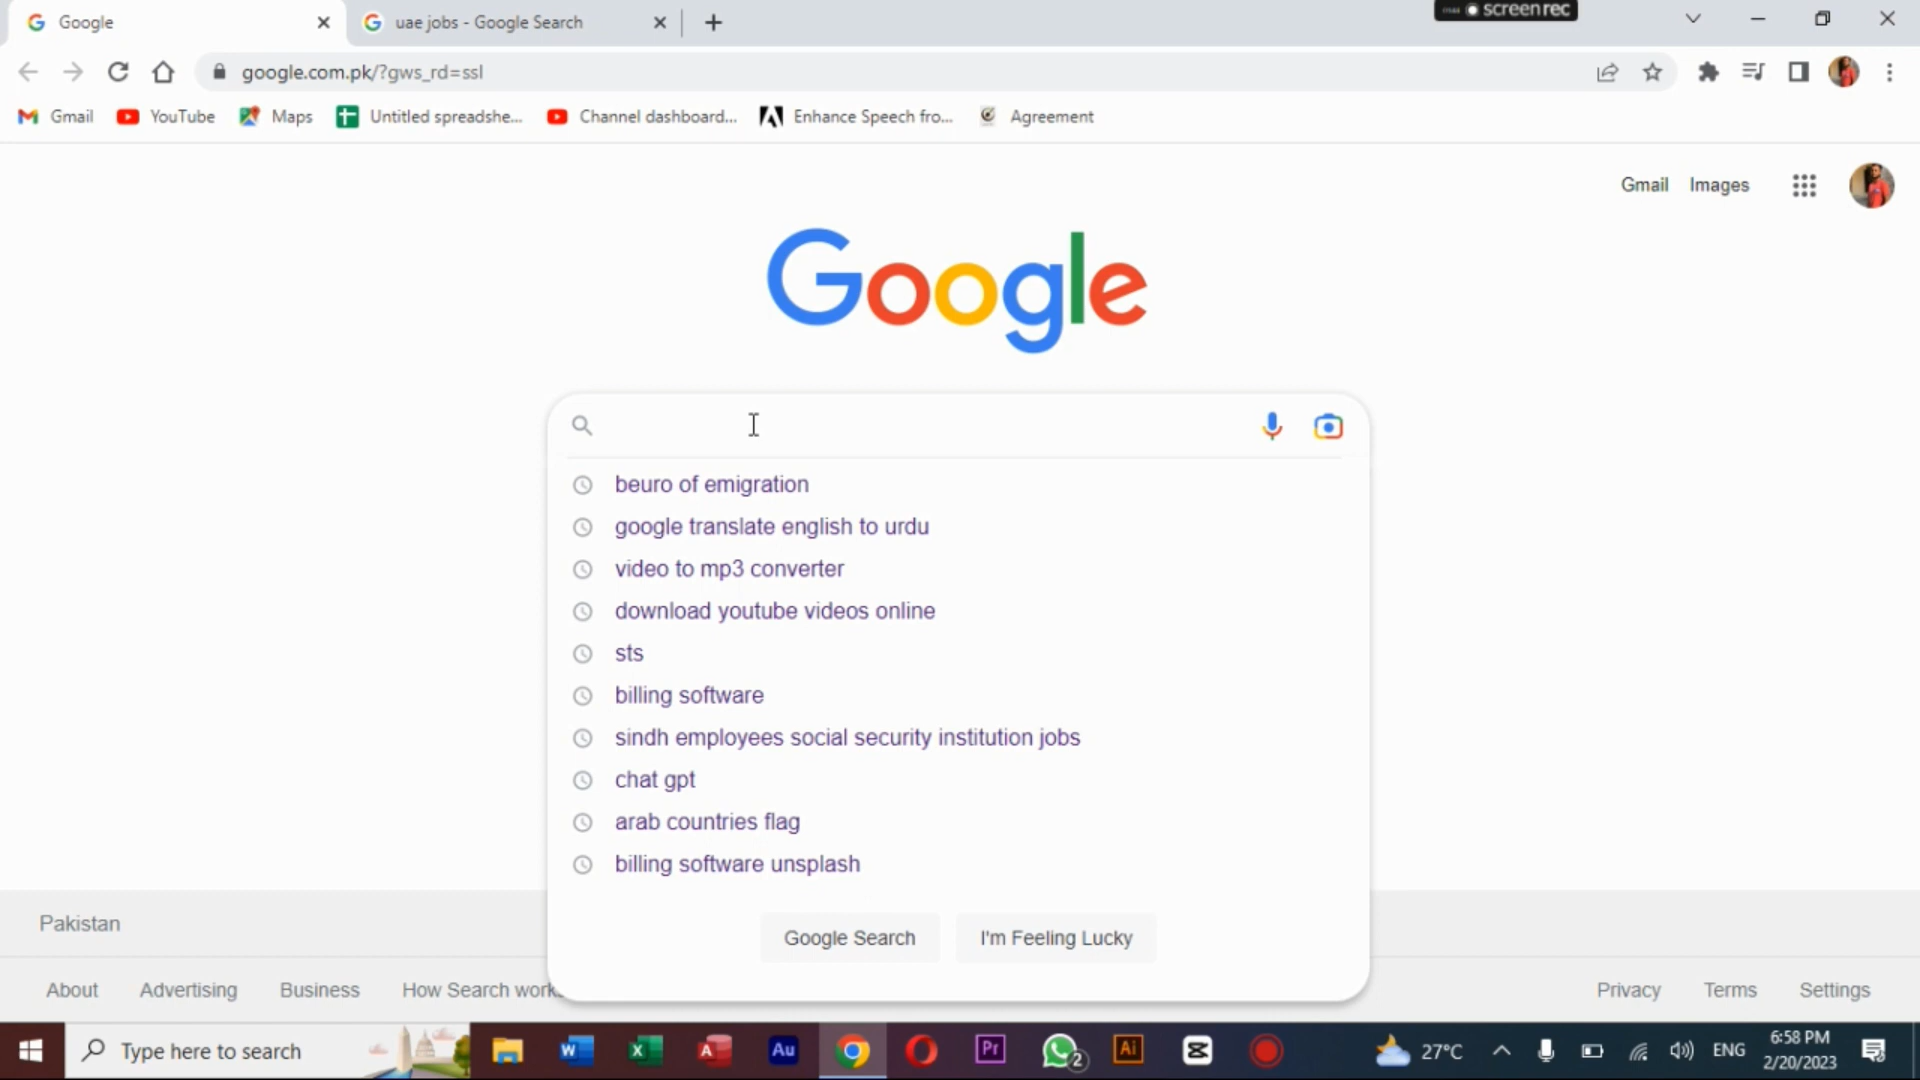 Google
uae jobs - Google Search
screenrec
google.com.pk/?gws_rd=ssl
Gmail
YouTube
Maps
Untitled spreadshe...
Channel dashboard...
Enhance Speech fro...
Agreement
Gmail
Images
Google
beuro of emigration
google translate english to urdu
video to mp3 converter
download youtube videos online
sts
billing software
sindh employees social security institution jobs
chat gpt
arab countries flag
billing software unsplash
Google Search
I'm Feeling Lucky
Pakistan
About
Advertising
Business
How Search work
Privacy
Terms
Settings
Type here to search
W
X
A
Au
Pr
2
Ai
27°C
ENG
6:58 PM
2/20/2023